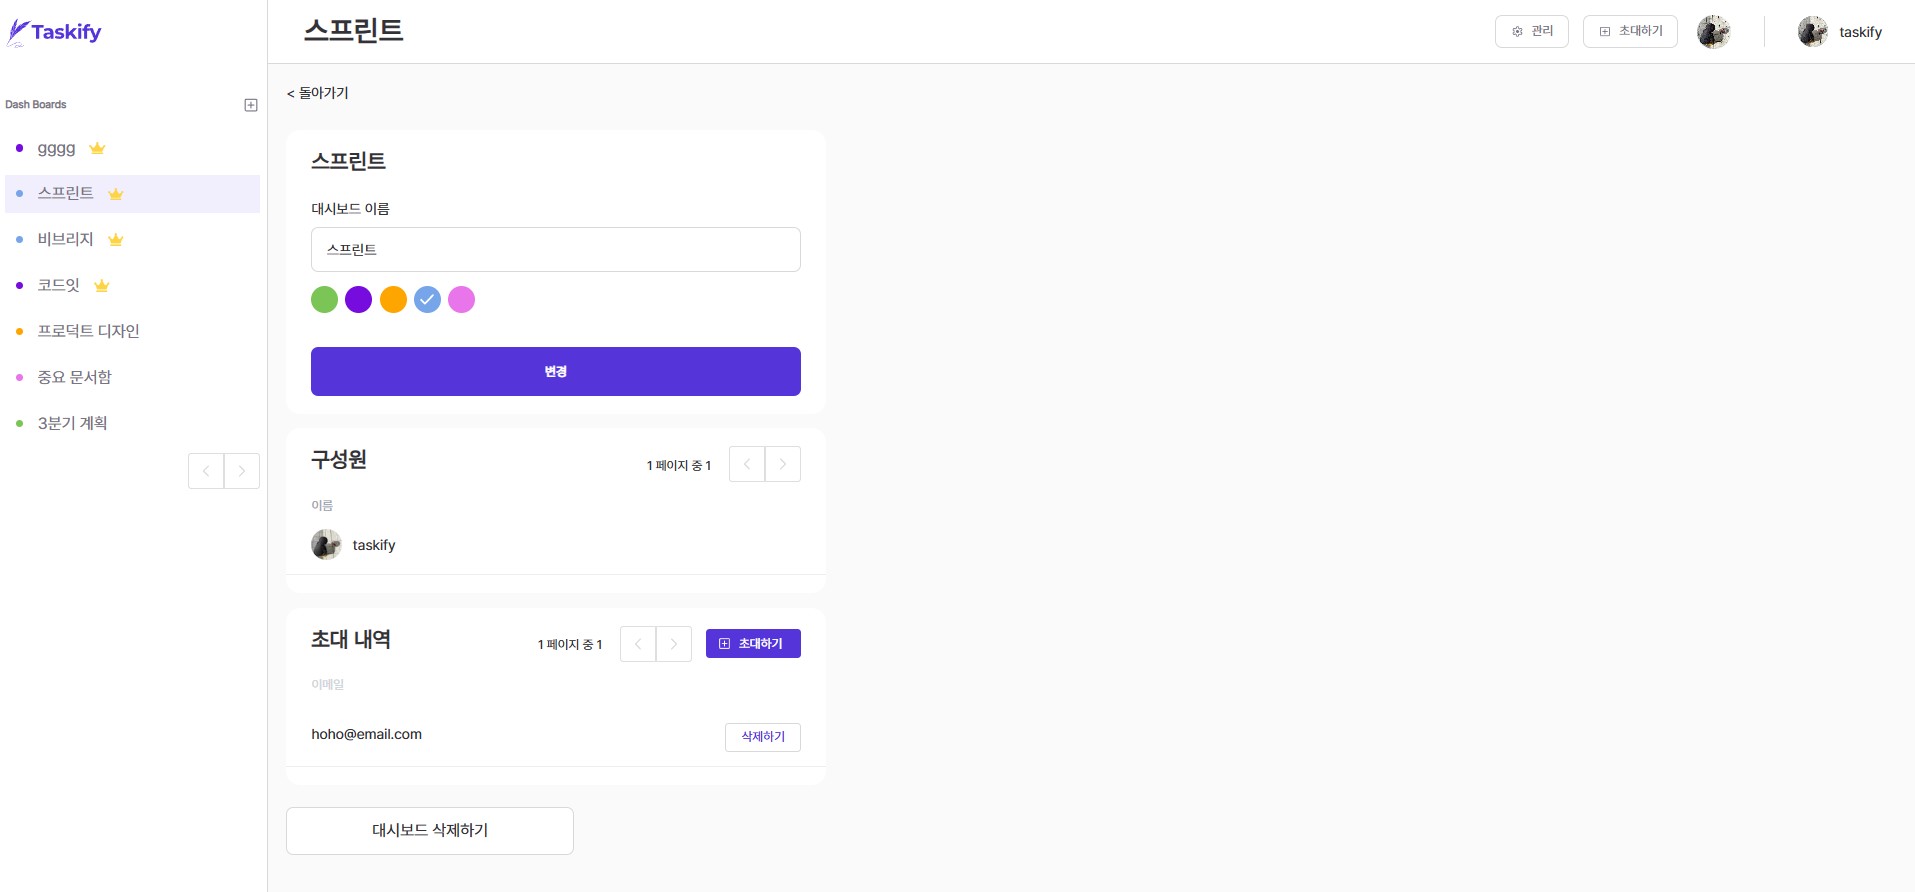 Taskify
스프린트
관리
초대하기
taskify
Dash Boards
gggg
스프린트
비브리지
코드잇
프로덕트 디자인
중요 문서함
3분기 계획
< 돌아가기
스프린트
대시보드 이름
스프린트
변경
구성원
1 페이지 중 1
이름
taskify
초대 내역
1 페이지 중 1
초대하기
이메일
hoho@email.com
삭제하기
대시보드 삭제하기